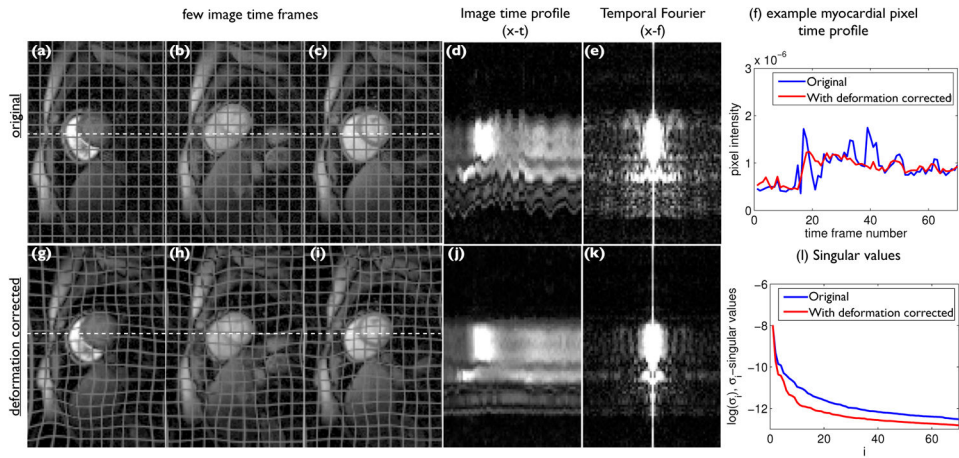 few image time frames
Image time profile
(x-t)
Temporal Fourier
(x-f)
(f) example myocardial pixel
time profile
original
(a)
(b)
(c)
(d)
(e)
3 x 10⁻⁶
Original
With deformation corrected
pixel intensity
2
1
0
20
40
60
time frame number
deformation corrected
(g)
(h)
(i)
(j)
(k)
(l) Singular values
-6
Original
With deformation corrected
-8
log(σᵢ), σᵢ-singular values
-10
-12
0
20
40
60
i